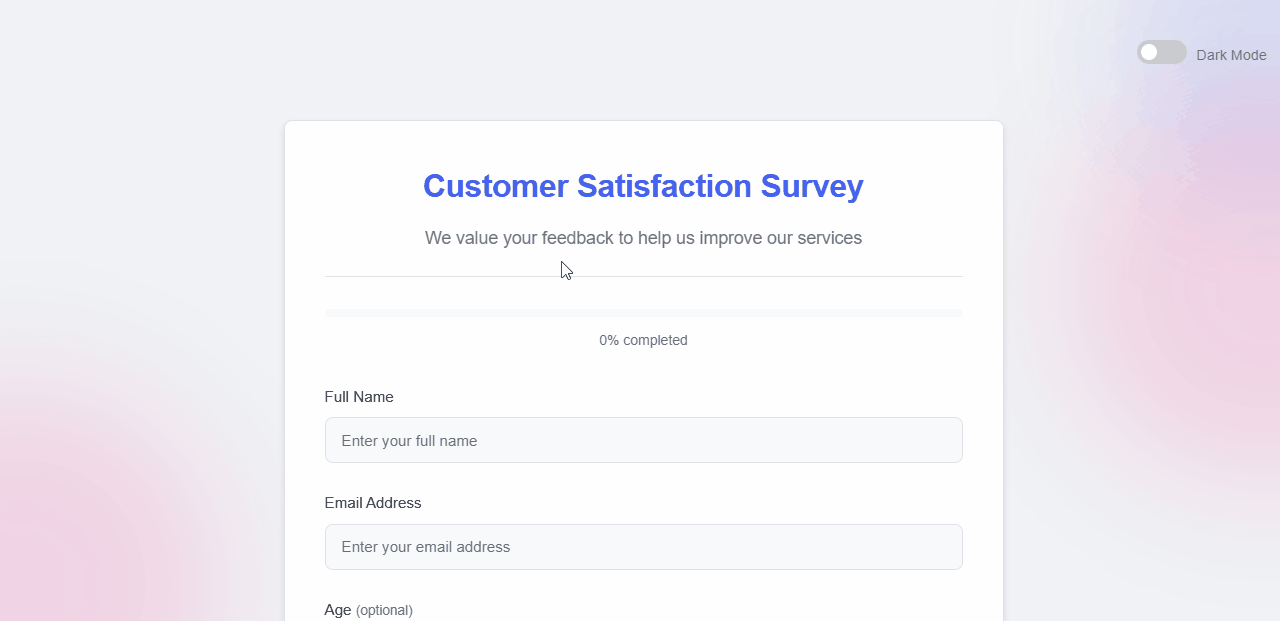 Dark Mode
Customer Satisfaction Survey
We value your feedback to help us improve our services
0% completed
Full Name
Enter your full name
Email Address
Enter your email address
Age (optional)